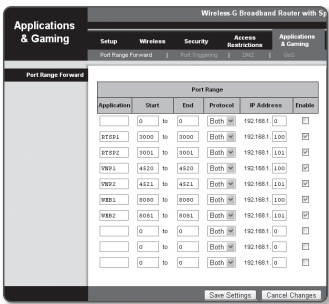 Wireless-G Broadband Router with Sp
Applications & Gaming
Setup Wireless Security Access Restrictions Applications & Gaming
Port Range Forward | Port Triggering | DMZ | QoS
Port Range Forward
Port Range
Application Start End Protocol IP Address Enable
0 to 0 Both 192.168.1. 0
RTSP1 3000 to 3000 Both 192.168.1. 100
RTSP2 3001 to 3001 Both 192.168.1. 101
VNP1 4520 to 4520 Both 192.168.1. 100
VNP2 4521 to 4521 Both 192.168.1. 101
WEB1 8080 to 8080 Both 192.168.1. 100
WEB2 8081 to 8081 Both 192.168.1. 101
0 to 0 Both 192.168.1. 0
0 to 0 Both 192.168.1. 0
0 to 0 Both 192.168.1. 0
Save Settings Cancel Changes